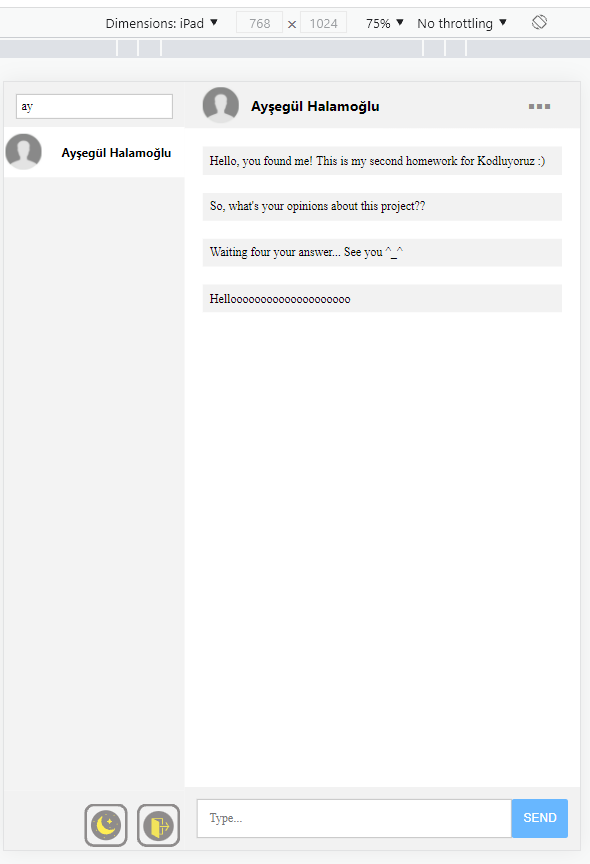 Dimensions: iPad ▼ 768 × 1024 75% ▼ No throttling ▼
ay
Ayşegül Halamoğlu
Ayşegül Halamoğlu
Hello, you found me! This is my second homework for Kodluyoruz :)
So, what's your opinions about this project??
Waiting four your answer... See you ^_^
Hellooooooooooooooooooooo
Type...
SEND